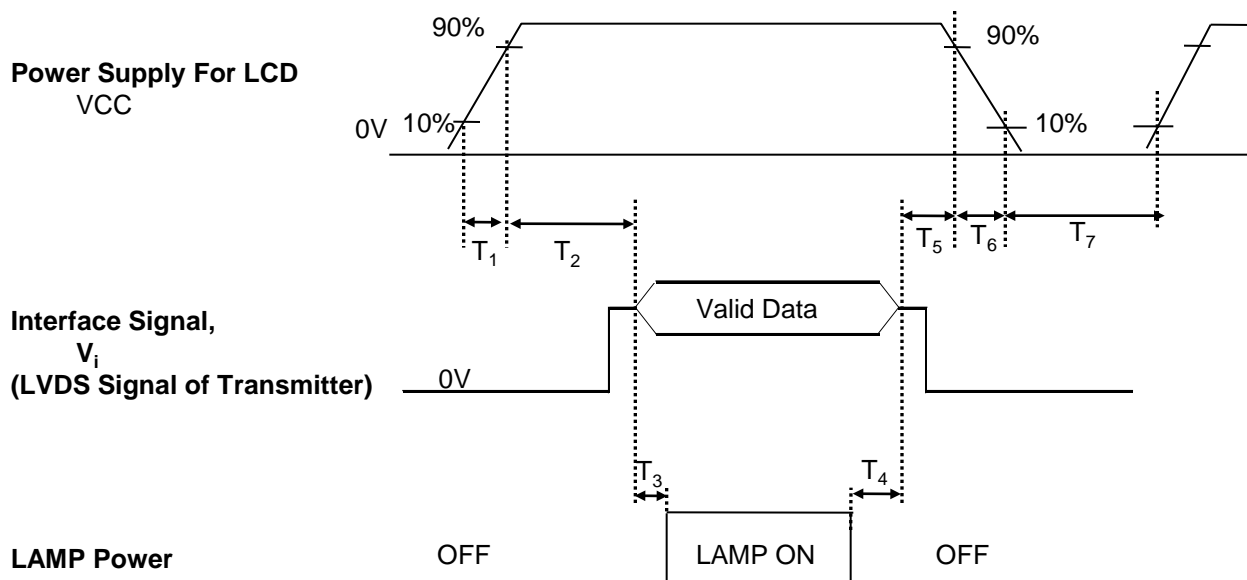 90%
90%
Power Supply For LCD
VCC
0V
10%
10%
T1
T2
T5
T6
T7
Valid Data
Interface Signal,
Vi
(LVDS Signal of Transmitter)
0V
T3
T4
LAMP Power
OFF
LAMP ON
OFF